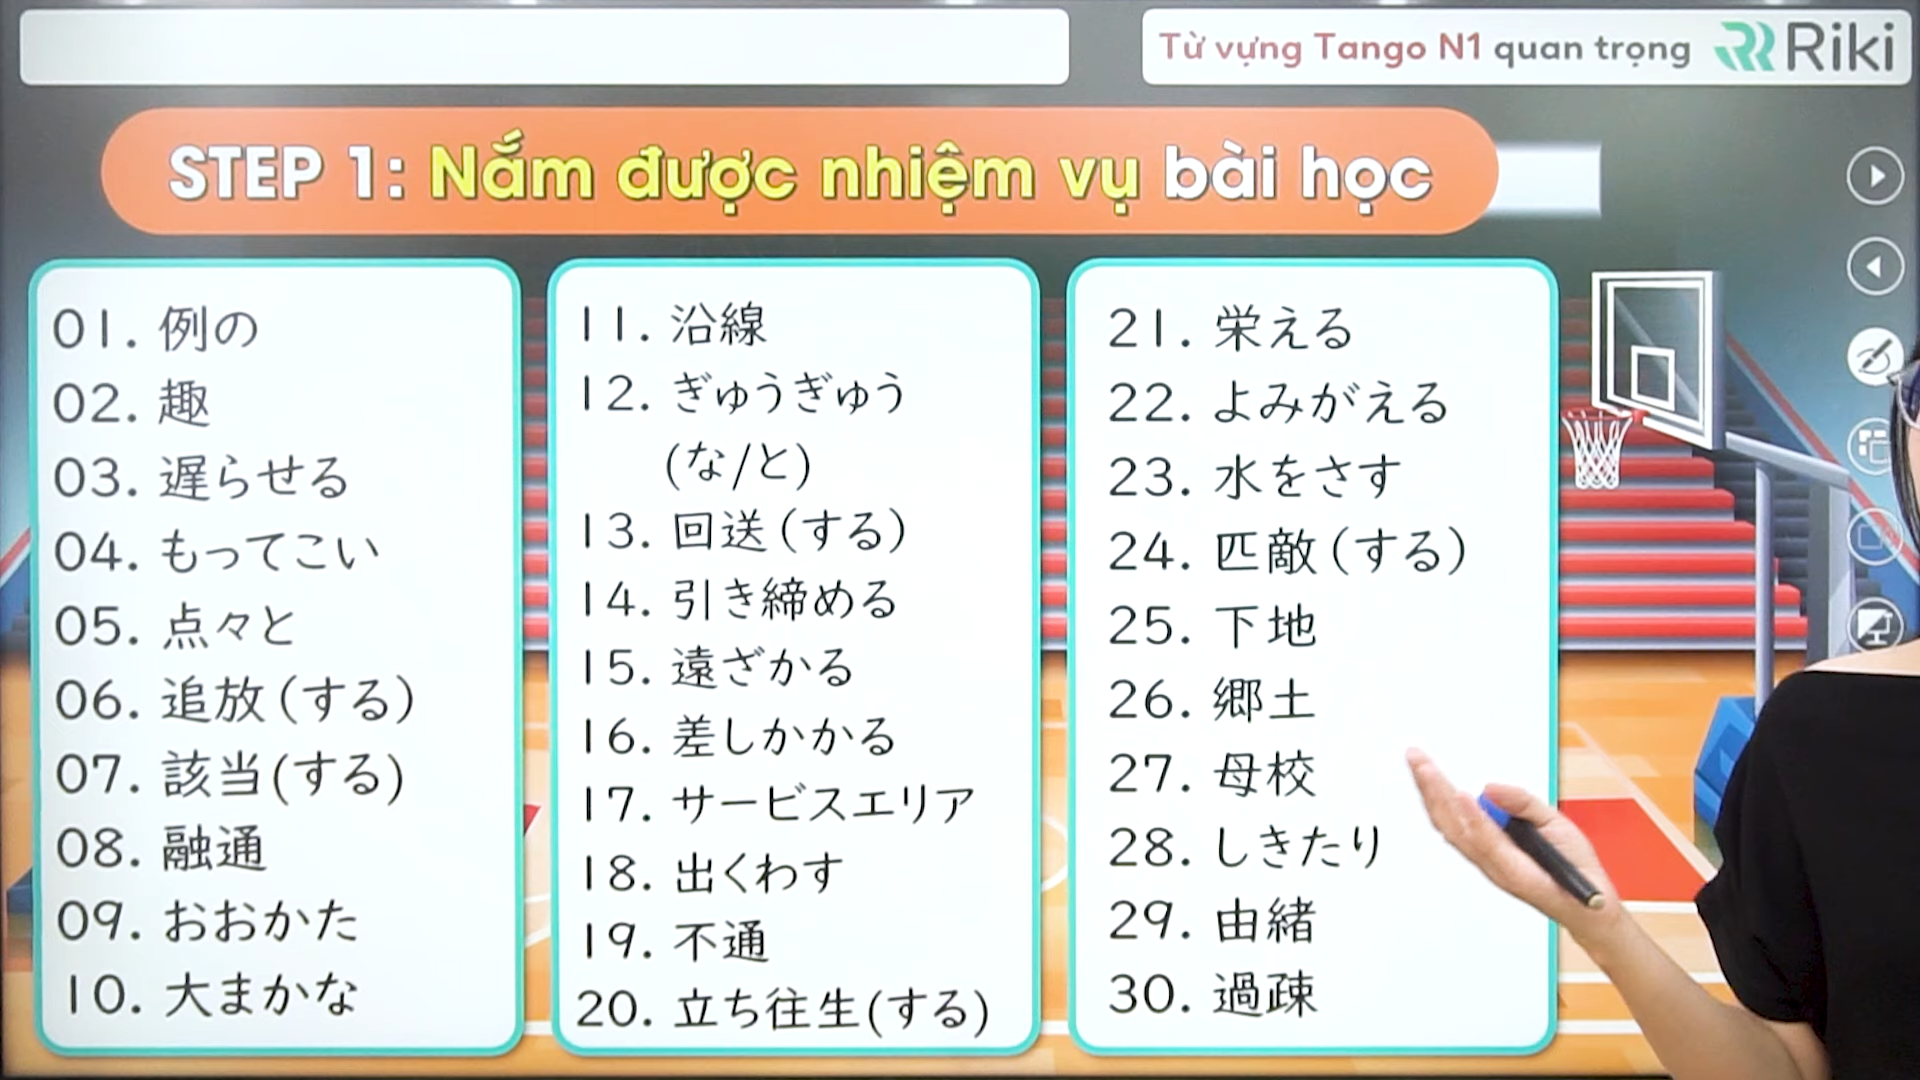 Từ vựng Tango N1 quan trọng Riki
STEP 1: Nắm được nhiệm vụ bài học
01. 例の
02. 趣
03. 遅らせる
04. もってこい
05. 点々と
06. 追放(する)
07. 該当(する)
08. 融通
09. おおかた
10. 大まかな
11. 沿線
12. ぎゅうぎゅう
(な/と)
13. 回送(する)
14. 引き締める
15. 遠ざかる
16. 差しかかる
17. サービスエリア
18. 出くわす
19. 不通
20. 立ち往生(する)
21. 栄える
22. よみがえる
23. 水をさす
24. 匹敵(する)
25. 下地
26. 郷土
27. 母校
28. しきたり
29. 由緒
30. 過疎